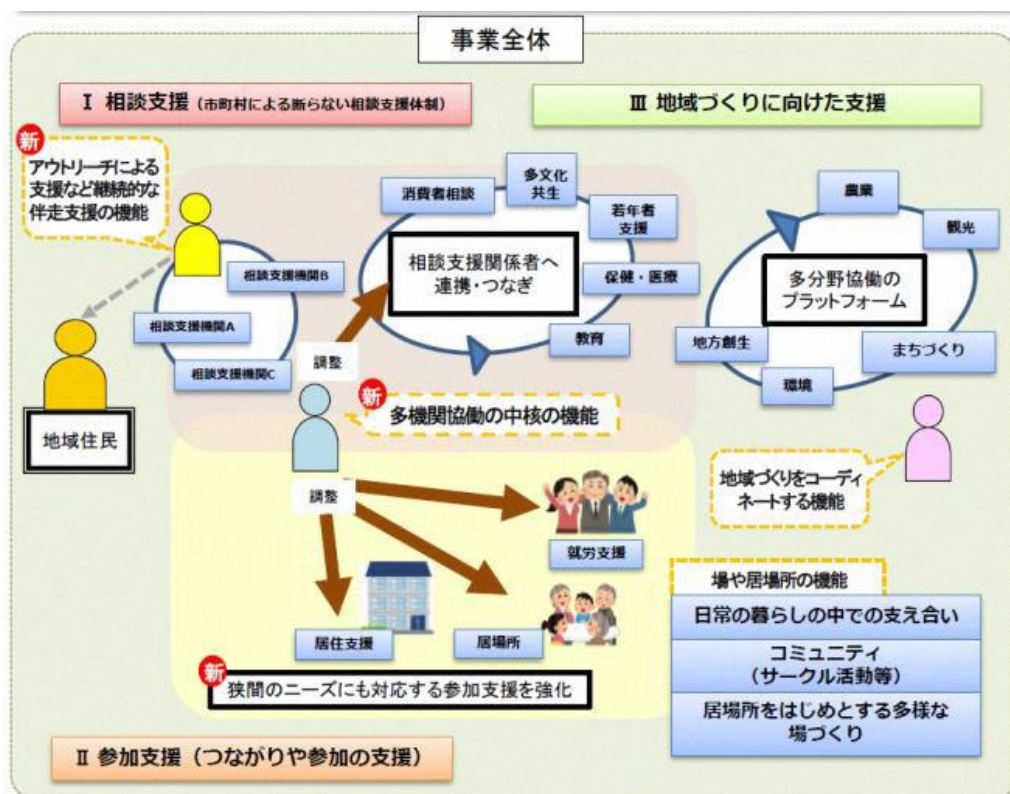 事業全体
Ⅰ 相談支援（市町村による断らない相談支援体制）
Ⅲ 地域づくりに向けた支援
新
アウトリーチによる
支援など継続的な
伴走支援の機能
相談支援機関B
相談支援機関A
相談支援機関C
地域住民
消費者相談
多文化
共生
若年者
支援
保健・医療
教育
相談支援関係者へ
連携・つなぎ
調整
新
多機関協働の中核の機能
農業
観光
まちづくり
環境
地方創生
多分野協働の
プラットフォーム
地域づくりをコーディ
ネートする機能
調整
就労支援
居住支援
居場所
新
狭間のニーズにも対応する参加支援を強化
場や居場所の機能
日常の暮らしの中での支え合い
コミュニティ
（サークル活動等）
居場所をはじめとする多様な
場づくり
Ⅱ 参加支援（つながりや参加の支援）